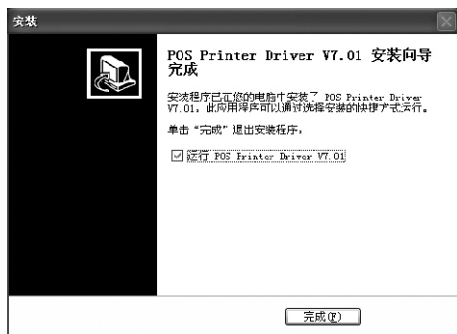 安装
POS Printer Driver V7.01 安装向导
完成
安装程序已在您的电脑中安装了 POS Printer Driver
V7.01，此应用程序可以通过选择安装的快捷方式运行。
单击“完成”退出安装程序。
运行 POS Printer Driver V7.01
完成(F)